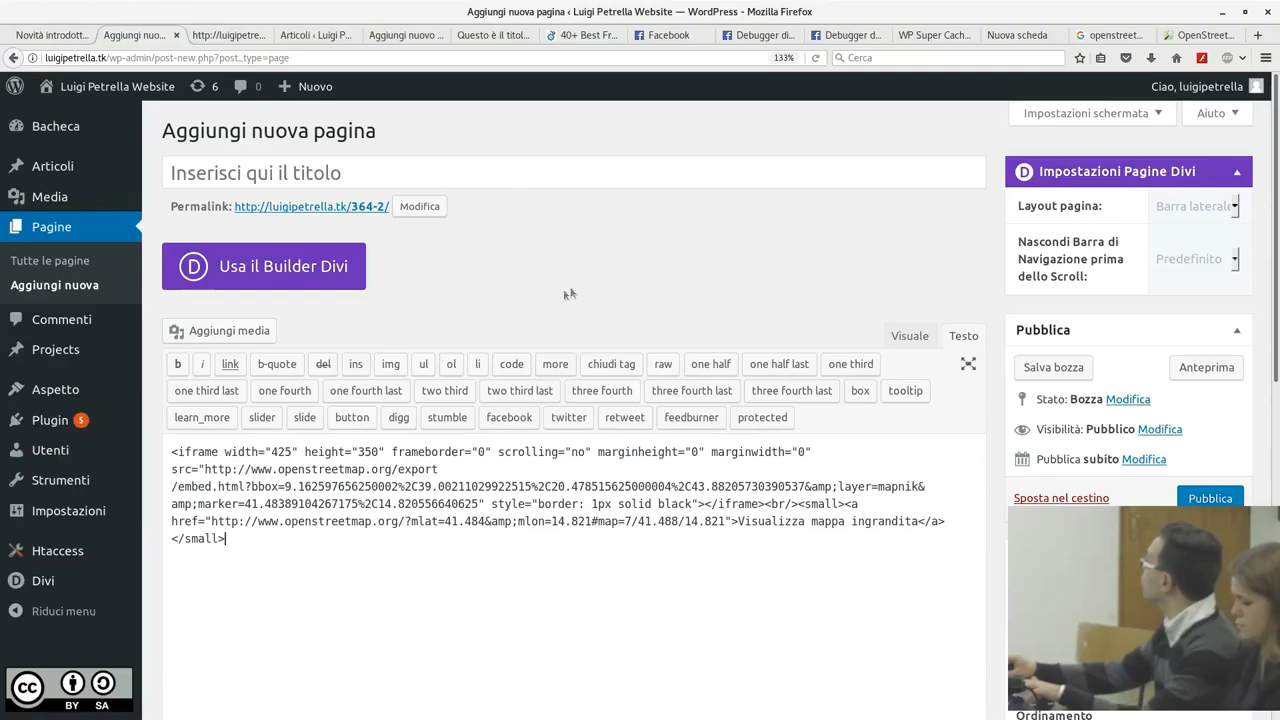 Aggiungi nuova pagina ‹ Luigi Petrella Website — WordPress - Mozilla Firefox
Novità introdott...
Aggiungi nuo...
http://luigipetre...
Articoli ‹ Luigi P...
Aggiungi nuovo ...
Questo è il titol...
40+ Best Fr...
Facebook
Debugger di...
Debugger d...
WP Super Cach...
Nuova scheda
openstreet...
OpenStreet...
luigipetrella.tk/wp-admin/post-new.php?post_type=page
133%
Cerca
Luigi Petrella Website
6
0
Nuovo
Ciao, luigipetrella
Bacheca
Articoli
Media
Pagine
Tutte le pagine
Aggiungi nuova
Commenti
Projects
Aspetto
Plugin 5
Utenti
Strumenti
Impostazioni
Htaccess
Divi
Riduci menu
cc
BY SA
Impostazioni schermata
Aiuto
Aggiungi nuova pagina
Inserisci qui il titolo
Permalink: http://luigipetrella.tk/364-2/ Modifica
D Usa il Builder Divi
Aggiungi media
Visuale
Testo
b i link b-quote del ins img ul ol li code more chiudi tag raw one half one half last one third
one third last one fourth one fourth last two third two third last three fourth three fourth last three fourth last box tooltip
learn_more slider slide button digg stumble facebook twitter retweet feedburner protected
<iframe width="425" height="350" frameborder="0" scrolling="no" marginheight="0" marginwidth="0"
src="http://www.openstreetmap.org/export
/embed.html?bbox=9.102597656250002%2C39.00211029922515%2C20.478515625000004%2C43.88205730390537&amp;layer=mapnik&
amp;marker=41.48389104267175%2C14.820556640625" style="border: 1px solid black"></iframe><br/><small><a
href="http://www.openstreetmap.org/?mlat=41.484&amp;mlon=14.821#map=7/41.488/14.821">Visualizza mappa ingrandita</a>
</small>
D Impostazioni Pagine Divi
Layout pagina:
Barra laterale
Nascondi Barra di
Navigazione prima
dello Scroll:
Predefinito
Pubblica
Salva bozza
Anteprima
Stato: Bozza Modifica
Visibilità: Pubblico Modifica
Pubblica subito Modifica
Sposta nel cestino
Pubblica
Ordinamento